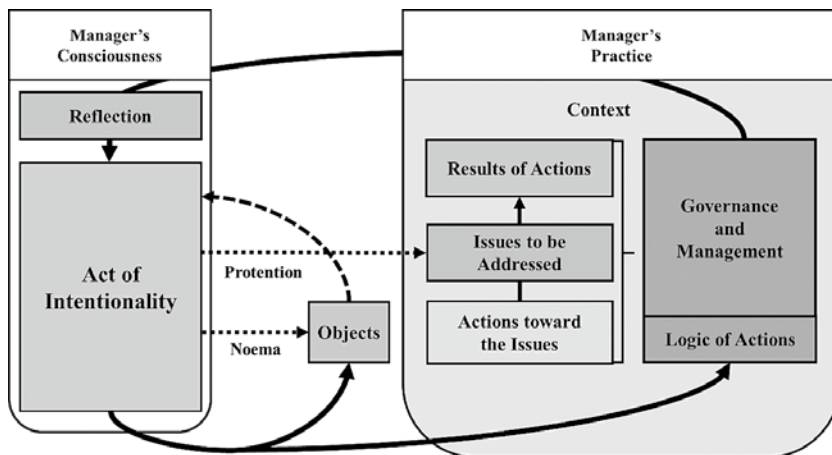 Manager's
Consciousness
Reflection
Act of
Intentionality
Protention
Noema
Objects
Manager's
Practice
Context
Results of Actions
Issues to be
Addressed
Actions toward
the Issues
Governance
and
Management
Logic of Actions